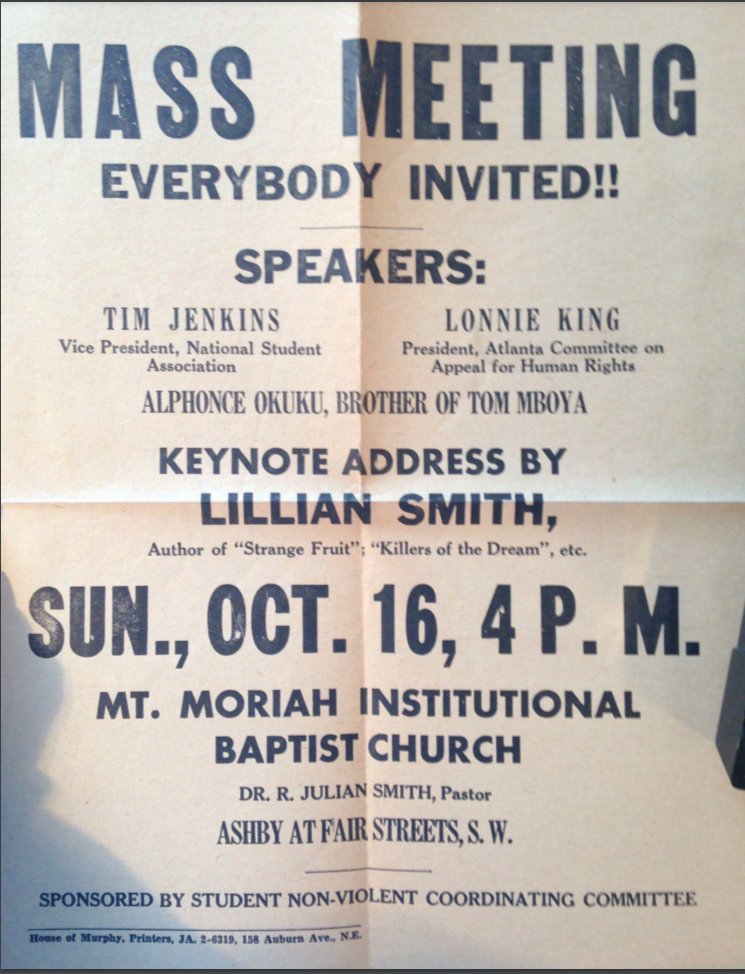 MASS MEETING
EVERYBODY INVITED!!
SPEAKERS:
TIM JENKINS
Vice President, National Student
Association
LONNIE KING
President, Atlanta Committee on
Appeal for Human Rights
ALPHONCE OKUKU, BROTHER OF TOM MBOYA
KEYNOTE ADDRESS BY
LILLIAN SMITH,
Author of "Strange Fruit"; "Killers of the Dream", etc.
SUN., OCT. 16, 4 P. M.
MT. MORIAH INSTITUTIONAL
BAPTIST CHURCH
DR. R. JULIAN SMITH, Pastor
ASHBY AT FAIR STREETS, S. W.
SPONSORED BY STUDENT NON-VIOLENT COORDINATING COMMITTEE
House of Murphy, Printers, JA. 2-6319, 158 Auburn Ave., N.E.